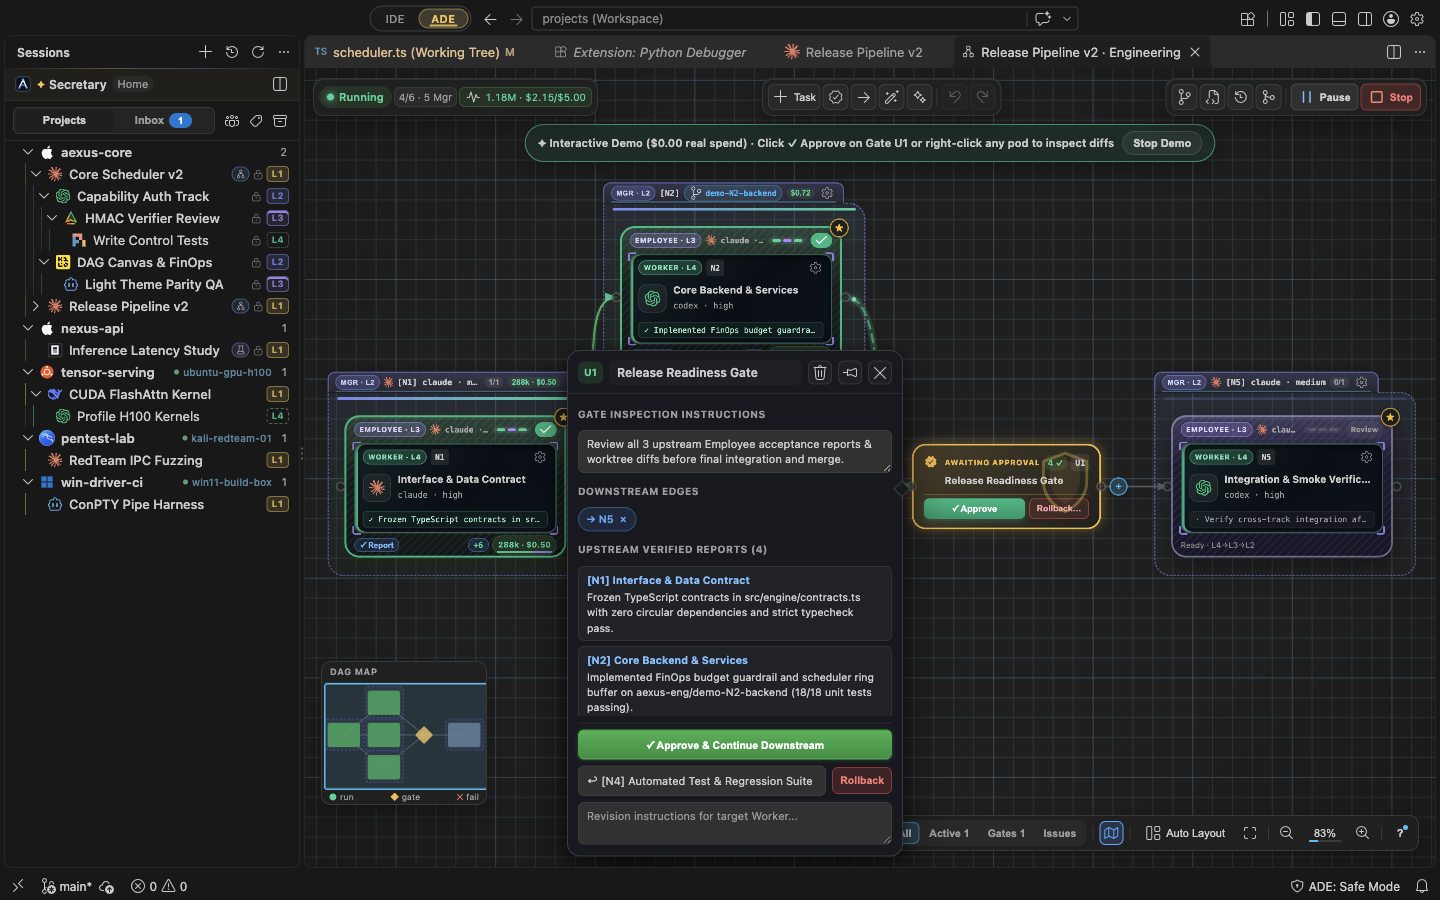 IDE
ADE
projects (Workspace)
Sessions
Secretary
Home
Projects
Inbox 1
aexus-core 2
Core Scheduler v2 L1
Capability Auth Track L2
HMAC Verifier Review L3
Write Control Tests L4
DAG Canvas & FinOps L2
Light Theme Parity QA L3
Release Pipeline v2 L1
nexus-api 1
Inference Latency Study L1
tensor-serving ubuntu-gpu-h100 1
CUDA FlashAttn Kernel L1
Profile H100 Kernels L4
pentest-lab kali-redteam-01 1
RedTeam IPC Fuzzing L1
win-driver-ci win11-build-box 1
ConPTY Pipe Harness L1
TS scheduler.ts (Working Tree) M
Extension: Python Debugger
Release Pipeline v2
Release Pipeline v2 · Engineering
Running
4/6 · 5 Mgr
1.18M · $2.15/$5.00
Task
Pause
Stop
✦ Interactive Demo ($0.00 real spend) · Click ✓ Approve on Gate U1 or right-click any pod to inspect diffs
Stop Demo
MGR · L2 [N2] demo-N2-backend $0.72
EMPLOYEE · L3 claude ·…
WORKER · L4 N2
Core Backend & Services
codex · high
✓ Implemented FinOps budget guardra…
MGR · L2 [N1] claude · m… 1/1 288k · $0.50
EMPLOYEE · L3 claude ·…
WORKER · L4 N1
Interface & Data Contract
claude · high
✓ Frozen TypeScript contracts in sr…
✓ Report +6 288k · $0.50
U1 Release Readiness Gate
GATE INSPECTION INSTRUCTIONS
Review all 3 upstream Employee acceptance reports &
worktree diffs before final integration and merge.
DOWNSTREAM EDGES
→ N5 ×
UPSTREAM VERIFIED REPORTS (4)
[N1] Interface & Data Contract
Frozen TypeScript contracts in src/engine/contracts.ts
with zero circular dependencies and strict typecheck
pass.
[N2] Core Backend & Services
Implemented FinOps budget guardrail and scheduler ring
buffer on aexus-eng/demo-N2-backend (18/18 unit tests
passing).
✓ Approve & Continue Downstream
↩ [N4] Automated Test & Regression Suite
Rollback
Revision instructions for target Worker...
AWAITING APPROVAL 4 ✓ U1
Release Readiness Gate
✓ Approve
Rollback…
MGR · L2 [N5] claude · medium 0/1
EMPLOYEE · L3 clau… Review
WORKER · L4 N5
Integration & Smoke Verific…
codex · high
· Verify cross-track integration af…
Ready · L4→L3→L2
DAG MAP
run
gate
fail
Active 1
Gates 1
Issues
Auto Layout
83%
?
main*
0
0
ADE: Safe Mode